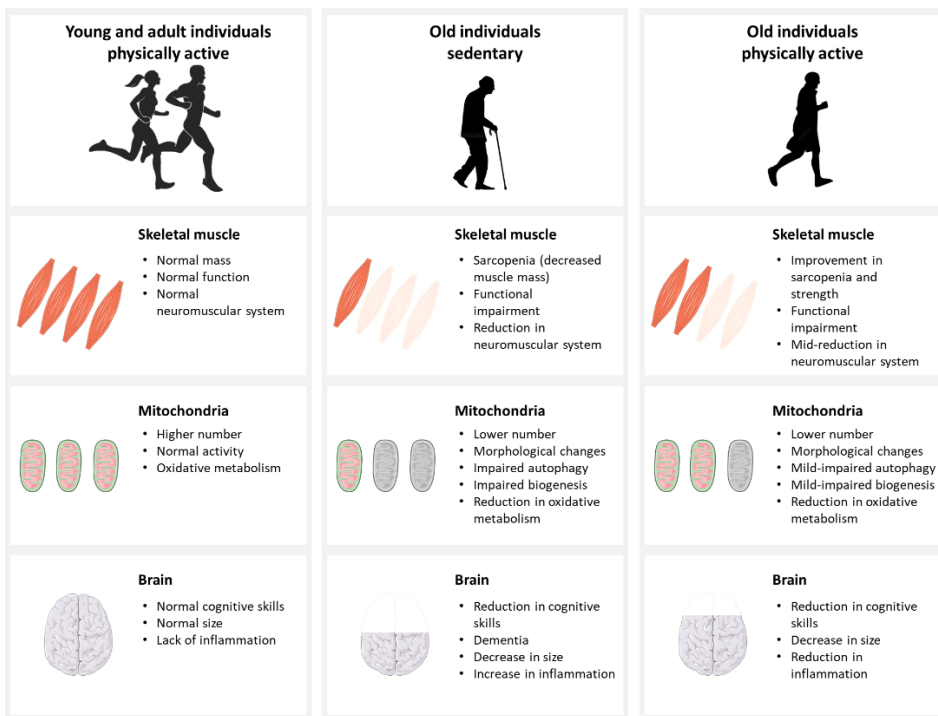 Young and adult individuals
physically active
Old individuals
sedentary
Old individuals
physically active
Skeletal muscle
• Normal mass
• Normal function
• Normal
neuromuscular system
Skeletal muscle
• Sarcopenia (decreased
muscle mass)
• Functional
impairment
• Reduction in
neuromuscular system
Skeletal muscle
• Improvement in
sarcopenia and
strength
• Functional
impairment
• Mid-reduction in
neuromuscular system
Mitochondria
• Higher number
• Normal activity
• Oxidative metabolism
Mitochondria
• Lower number
• Morphological changes
• Impaired autophagy
• Impaired biogenesis
• Reduction in oxidative
metabolism
Mitochondria
• Lower number
• Morphological changes
• Mild-impaired autophagy
• Mild-impaired biogenesis
• Reduction in oxidative
metabolism
Brain
• Normal cognitive skills
• Normal size
• Lack of inflammation
Brain
• Reduction in cognitive
skills
• Dementia
• Decrease in size
• Increase in inflammation
Brain
• Reduction in cognitive
skills
• Decrease in size
• Reduction in
inflammation